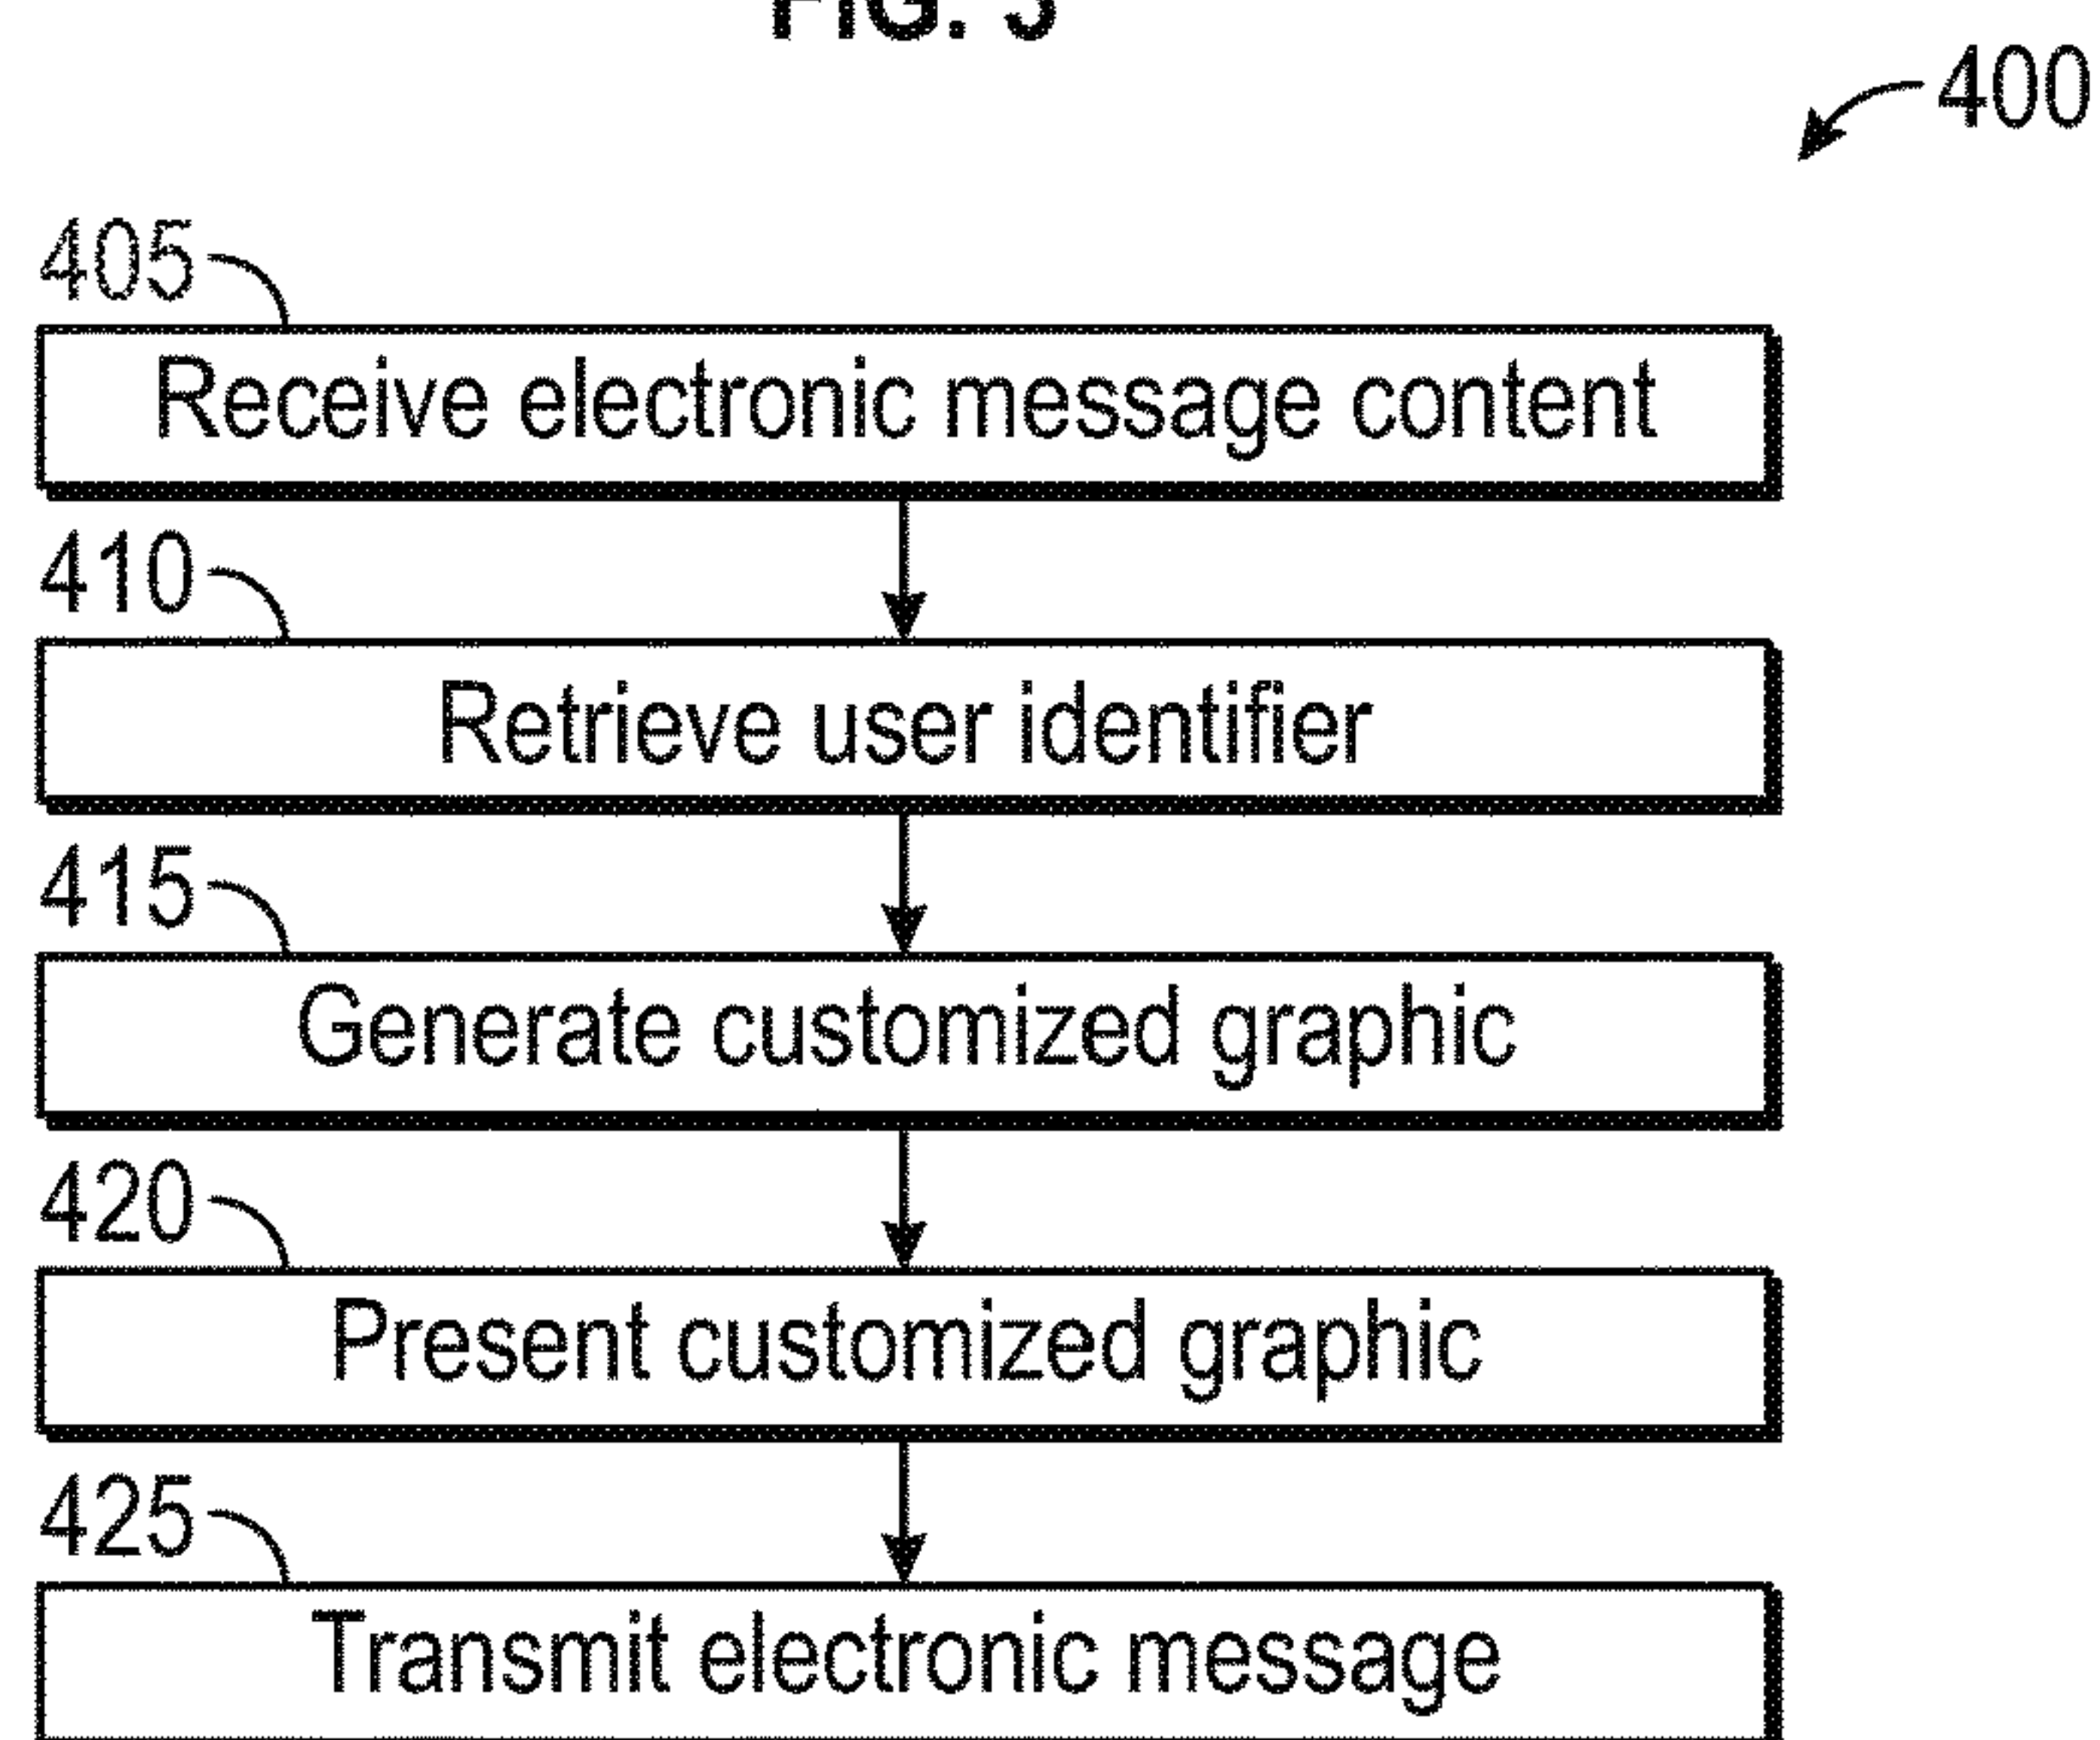 FIG. 3
400
405
Receive electronic message content
410
Retrieve user identifier
415
Generate customized graphic
420
Present customized graphic
425
Transmit electronic message